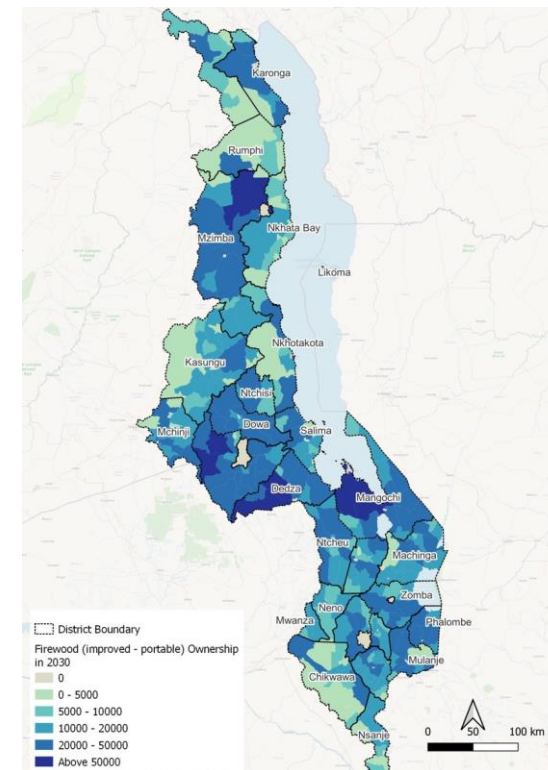 Karonga
Rumphi
Mzimba
Nkhata Bay
Likoma
Nkhotakota
Kasungu
Ntchisi
Dowa
Mchinji
Salima
Dedza
Mangochi
Ntcheu
Machinga
Zomba
Neno
Mwanza
Phalombe
Mulanje
Chikwawa
Nsanje
District Boundary
Firewood (improved - portable) Ownership
in 2030
0
0 - 5000
5000 - 10000
10000 - 20000
20000 - 50000
Above 50000
0 50 100 km